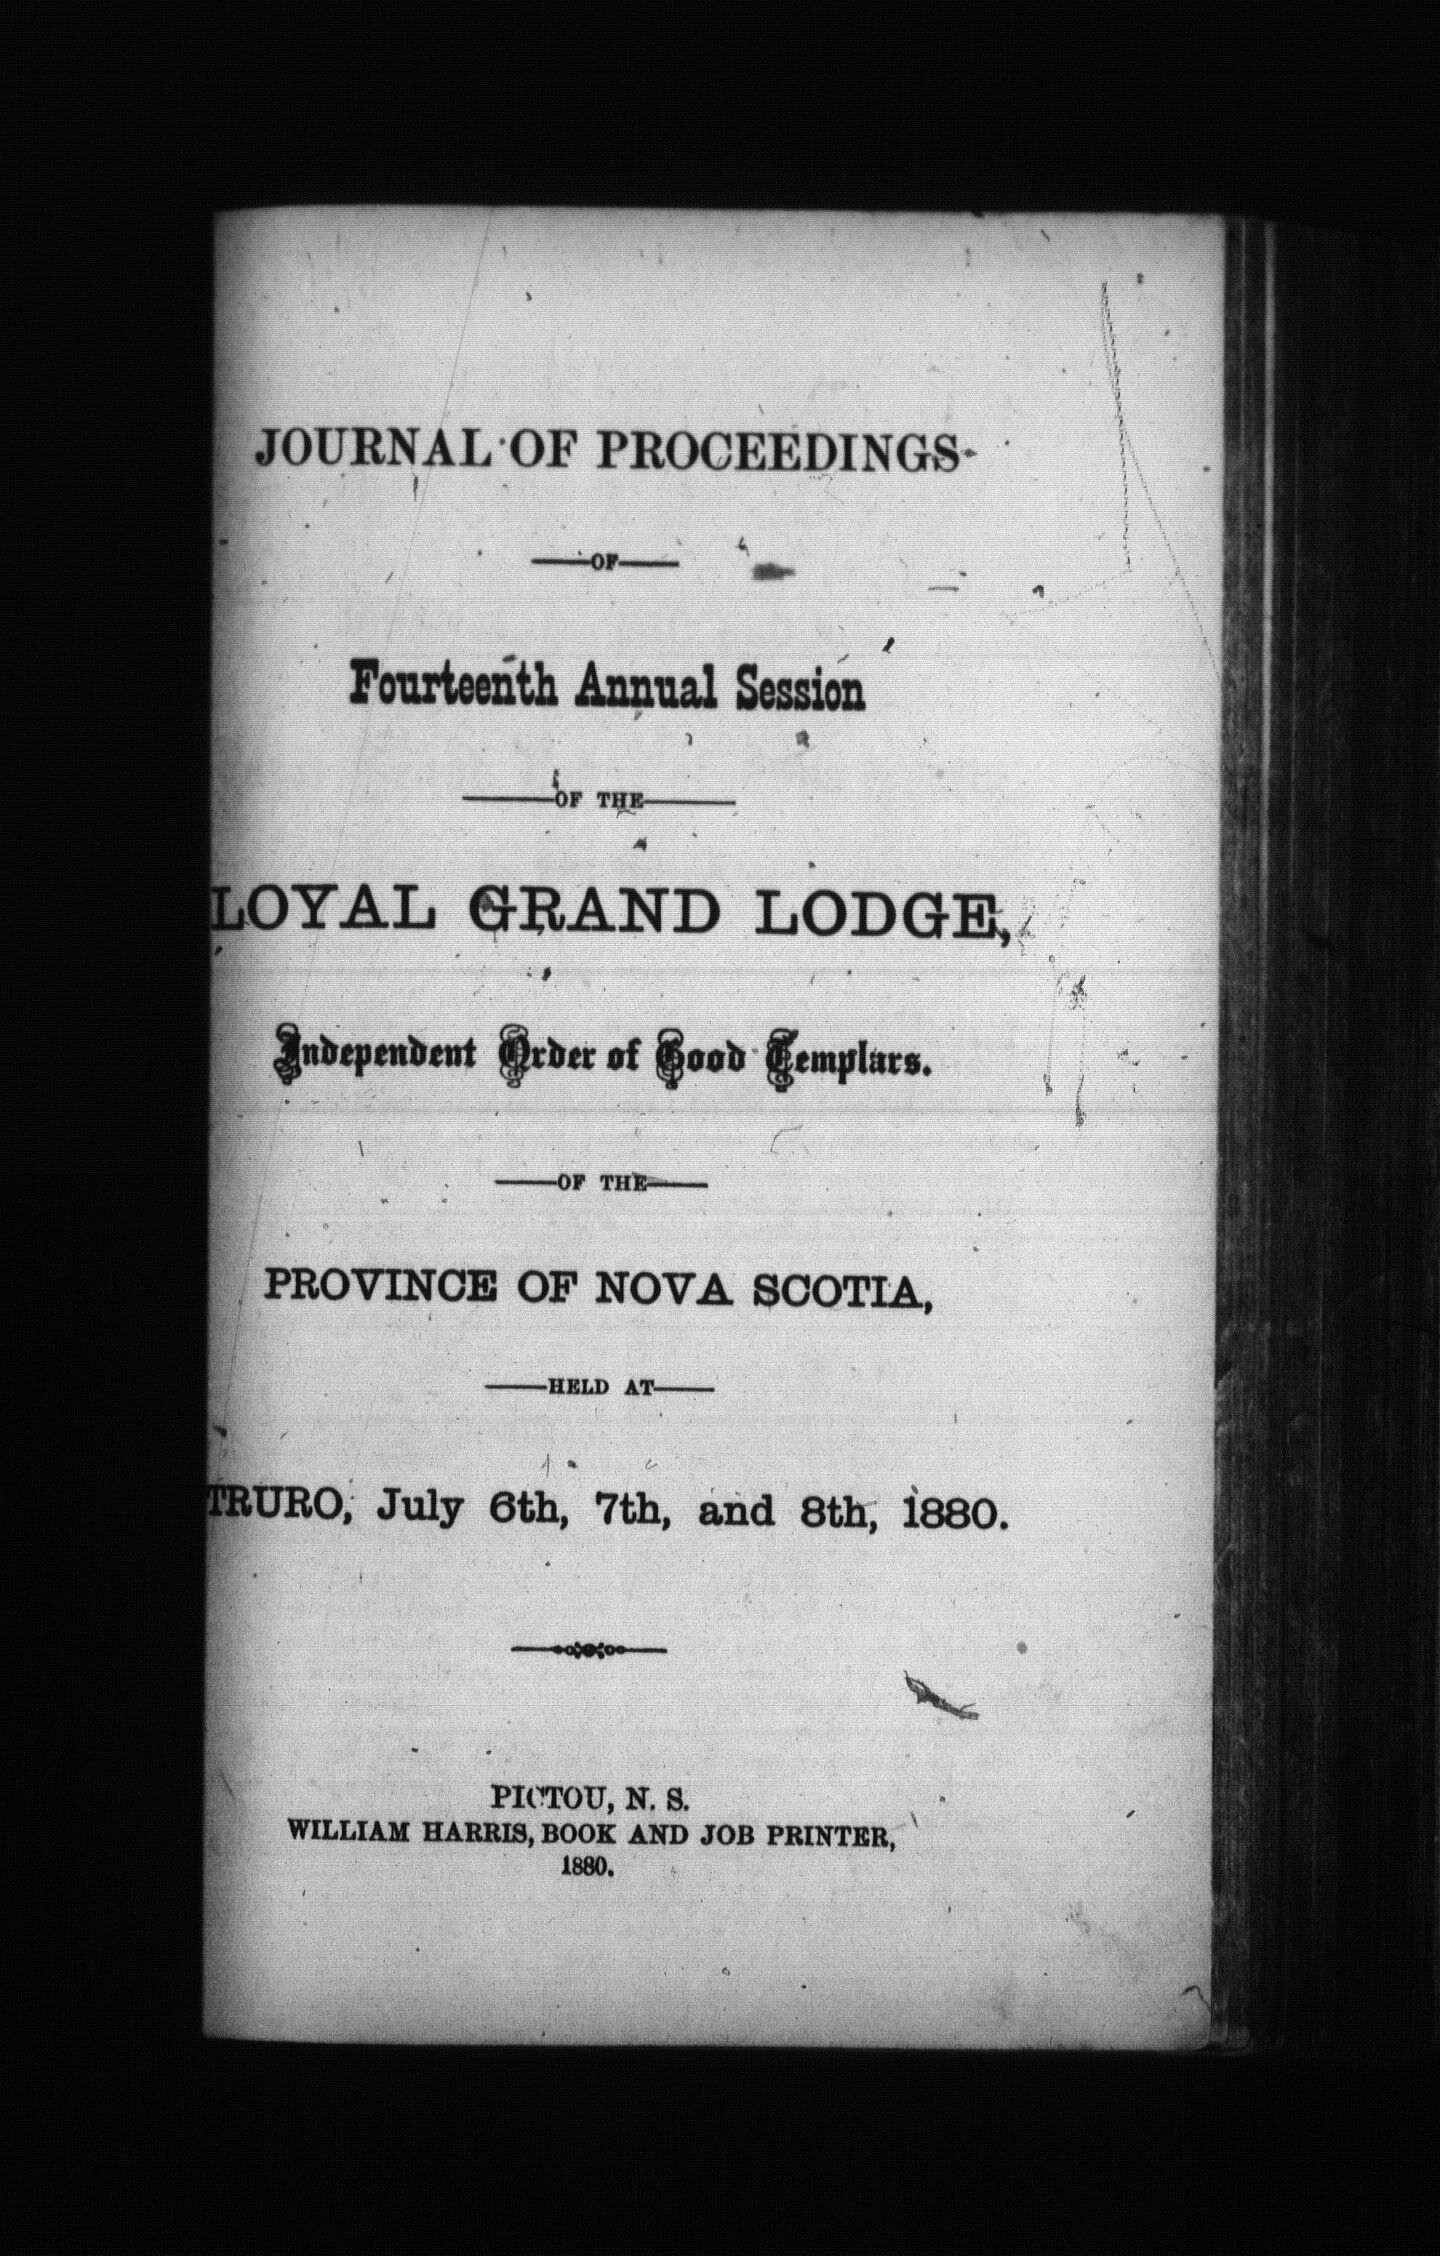 JOURNAL OF PROCEEDINGS
OF
Fourteenth Annual Session
OF THE
LOYAL GRAND LODGE,
Independent Order of Good Templars.
OF THE
PROVINCE OF NOVA SCOTIA,
HELD AT
TRURO, July 6th, 7th, and 8th, 1880.
PICTOU, N. S.
WILLIAM HARRIS, BOOK AND JOB PRINTER,
1880.